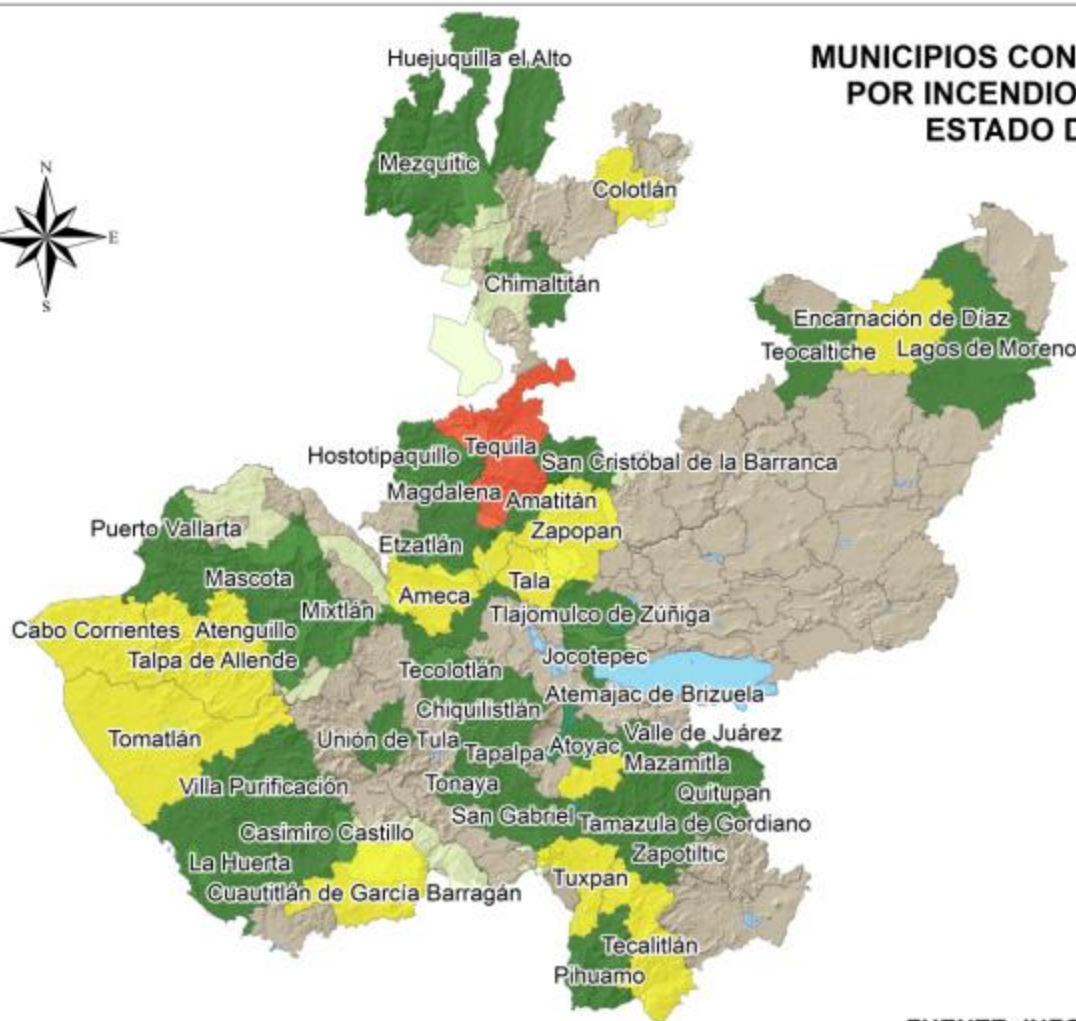 MUNICIPIOS CON
POR INCENDIO
ESTADO D
N
E
S
Huejuquilla el Alto
Mezquitic
Colotlán
Chimaltitán
Encarnación de Díaz
Teocaltiche
Lagos de Moreno
Tequila
Hostotipaquillo
San Cristóbal de la Barranca
Magdalena
Amatitán
Puerto Vallarta
Zapopan
Etzatlán
Mascota
Tala
Ameca
Mixtlán
Tlajomulco de Zúñiga
Cabo Corrientes
Atenguillo
Talpa de Allende
Jocotepec
Tecolotlán
Atemajac de Brizuela
Chiquilistlán
Valle de Juárez
Tomatlán
Unión de Tula
Tapalpa
Atoyac
Mazamitla
Villa Purificación
Tonaya
Quitupan
San Gabriel
Tamazula de Gordiano
Casimiro Castillo
Zapotiltic
La Huerta
Tuxpan
Cuautitlán de García Barragán
Tecalitlán
Pihuamo